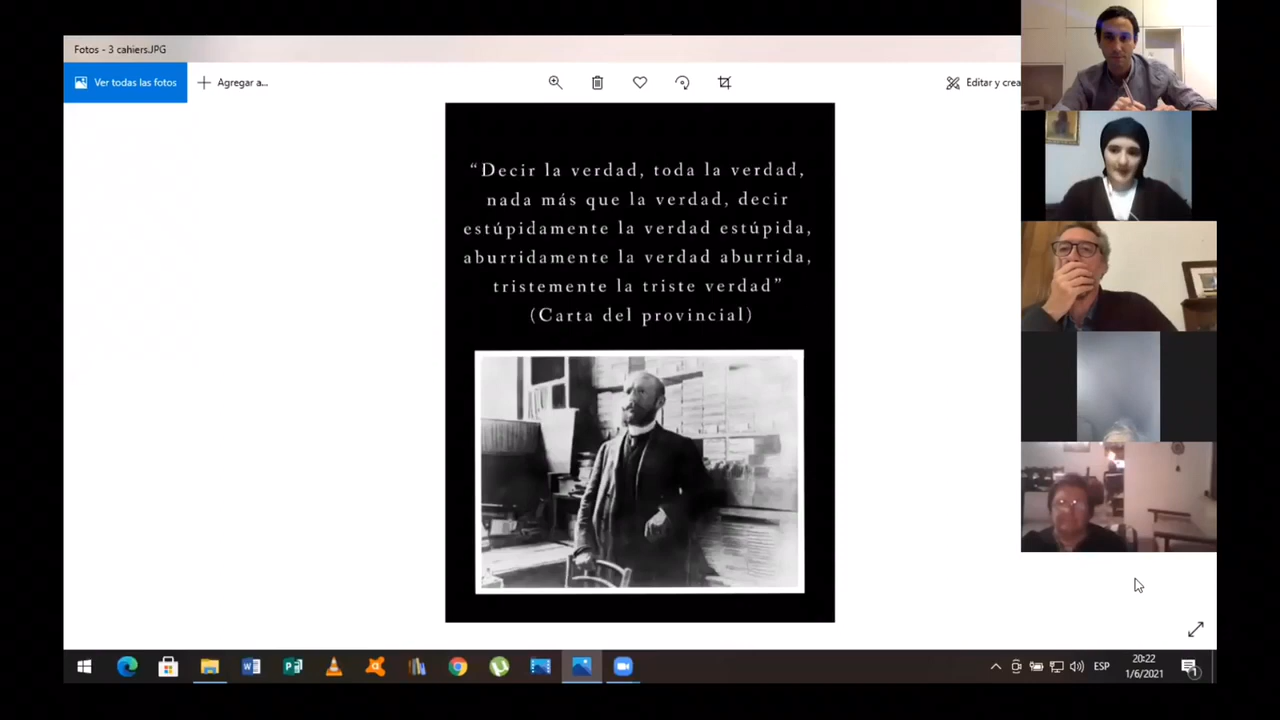 Fotos - 3 cahiers.JPG
Ver todas las fotos
Agregar a...
Editar y crea
“Decir la verdad, toda la verdad,
nada más que la verdad, decir
estúpidamente la verdad estúpida,
aburridamente la verdad aburrida,
tristemente la triste verdad”
(Carta del provincial)
ESP
20:22
1/6/2021
1